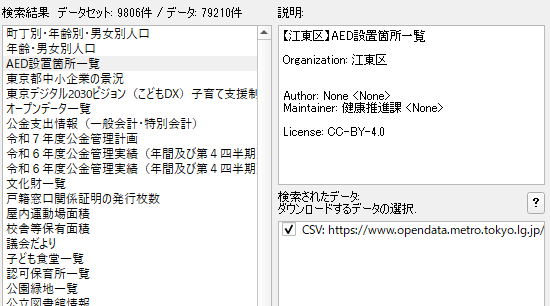 検索結果 データセット: 9806件 / データ: 79210件
町丁別・年齢別・男女別人口
年齢・男女別人口
AED設置箇所一覧
東京都中小企業の景況
東京デジタル2030ビジョン（こどもDX）子育て支援制
オープンデータ一覧
公金支出情報（一般会計・特別会計）
令和７年度公金管理計画
令和６年度公金管理実績（年間及び第４四半期
令和６年度公金管理実績（年間及び第４四半期
文化財一覧
戸籍窓口関係証明の発行枚数
屋内運動場面積
校舎等保有面積
議会だより
子ども食堂一覧
認可保育所一覧
公園緑地一覧
公立図書館情報
説明:
【江東区】AED設置箇所一覧
Organization: 江東区
Author: None <None>
Maintainer: 健康推進課 <None>
License: CC-BY-4.0
検索されたデータ:
ダウンロードするデータの選択.
?
CSV: https://www.opendata.metro.tokyo.lg.jp/